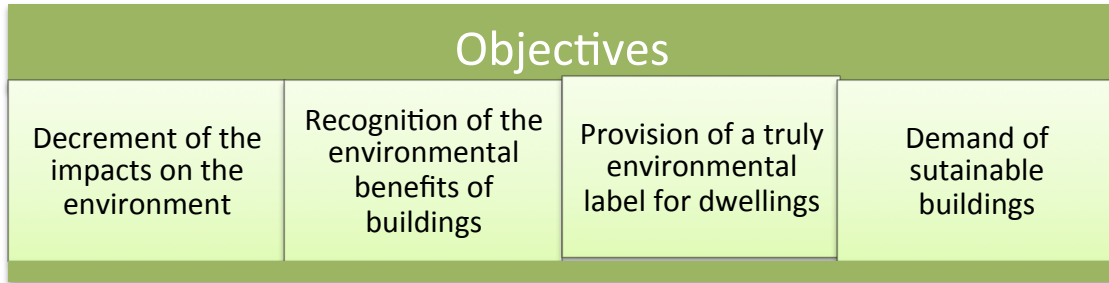 Objectives
Decrement of the
impacts on the
environment
Recognition of the
environmental
benefits of
buildings
Provision of a truly
environmental
label for dwellings
Demand of
sutainable
buildings